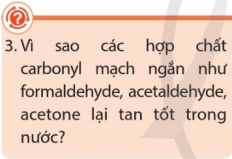 3. Vì sao các hợp chất
carbonyl mạch ngắn như
formaldehyde, acetaldehyde,
acetone lại tan tốt trong
nước?